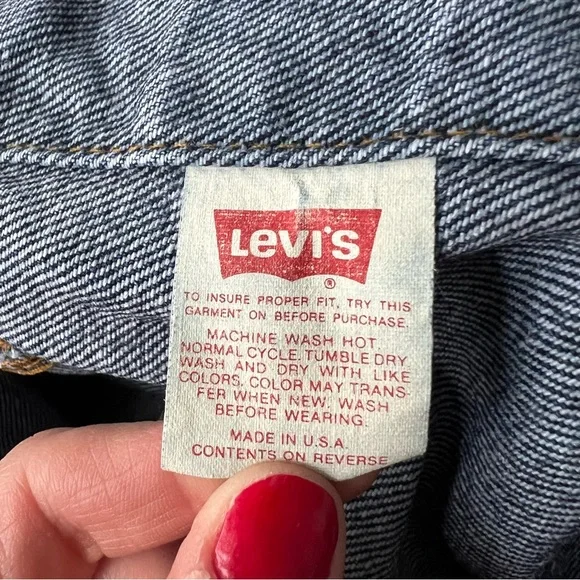 Levi's
®
TO INSURE PROPER FIT, TRY THIS
GARMENT ON BEFORE PURCHASE.
MACHINE WASH HOT.
NORMAL CYCLE. TUMBLE DRY.
WASH AND DRY WITH LIKE
COLORS. COLOR MAY TRANS-
FER WHEN NEW. WASH
BEFORE WEARING.
MADE IN U.S.A.
CONTENTS ON REVERSE